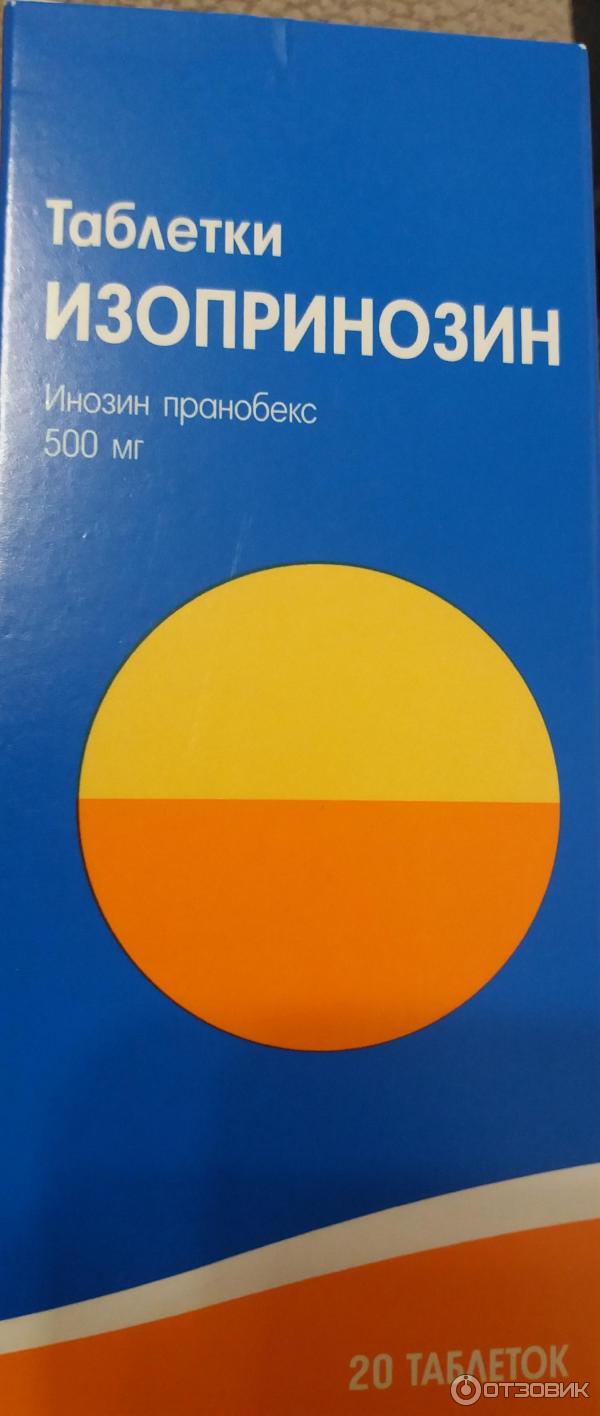 Таблетки
ИЗОПРИНОЗИН
Инозин пранобекс
500 мг
20 ТАБЛЕТОК
ОТЗОВИК